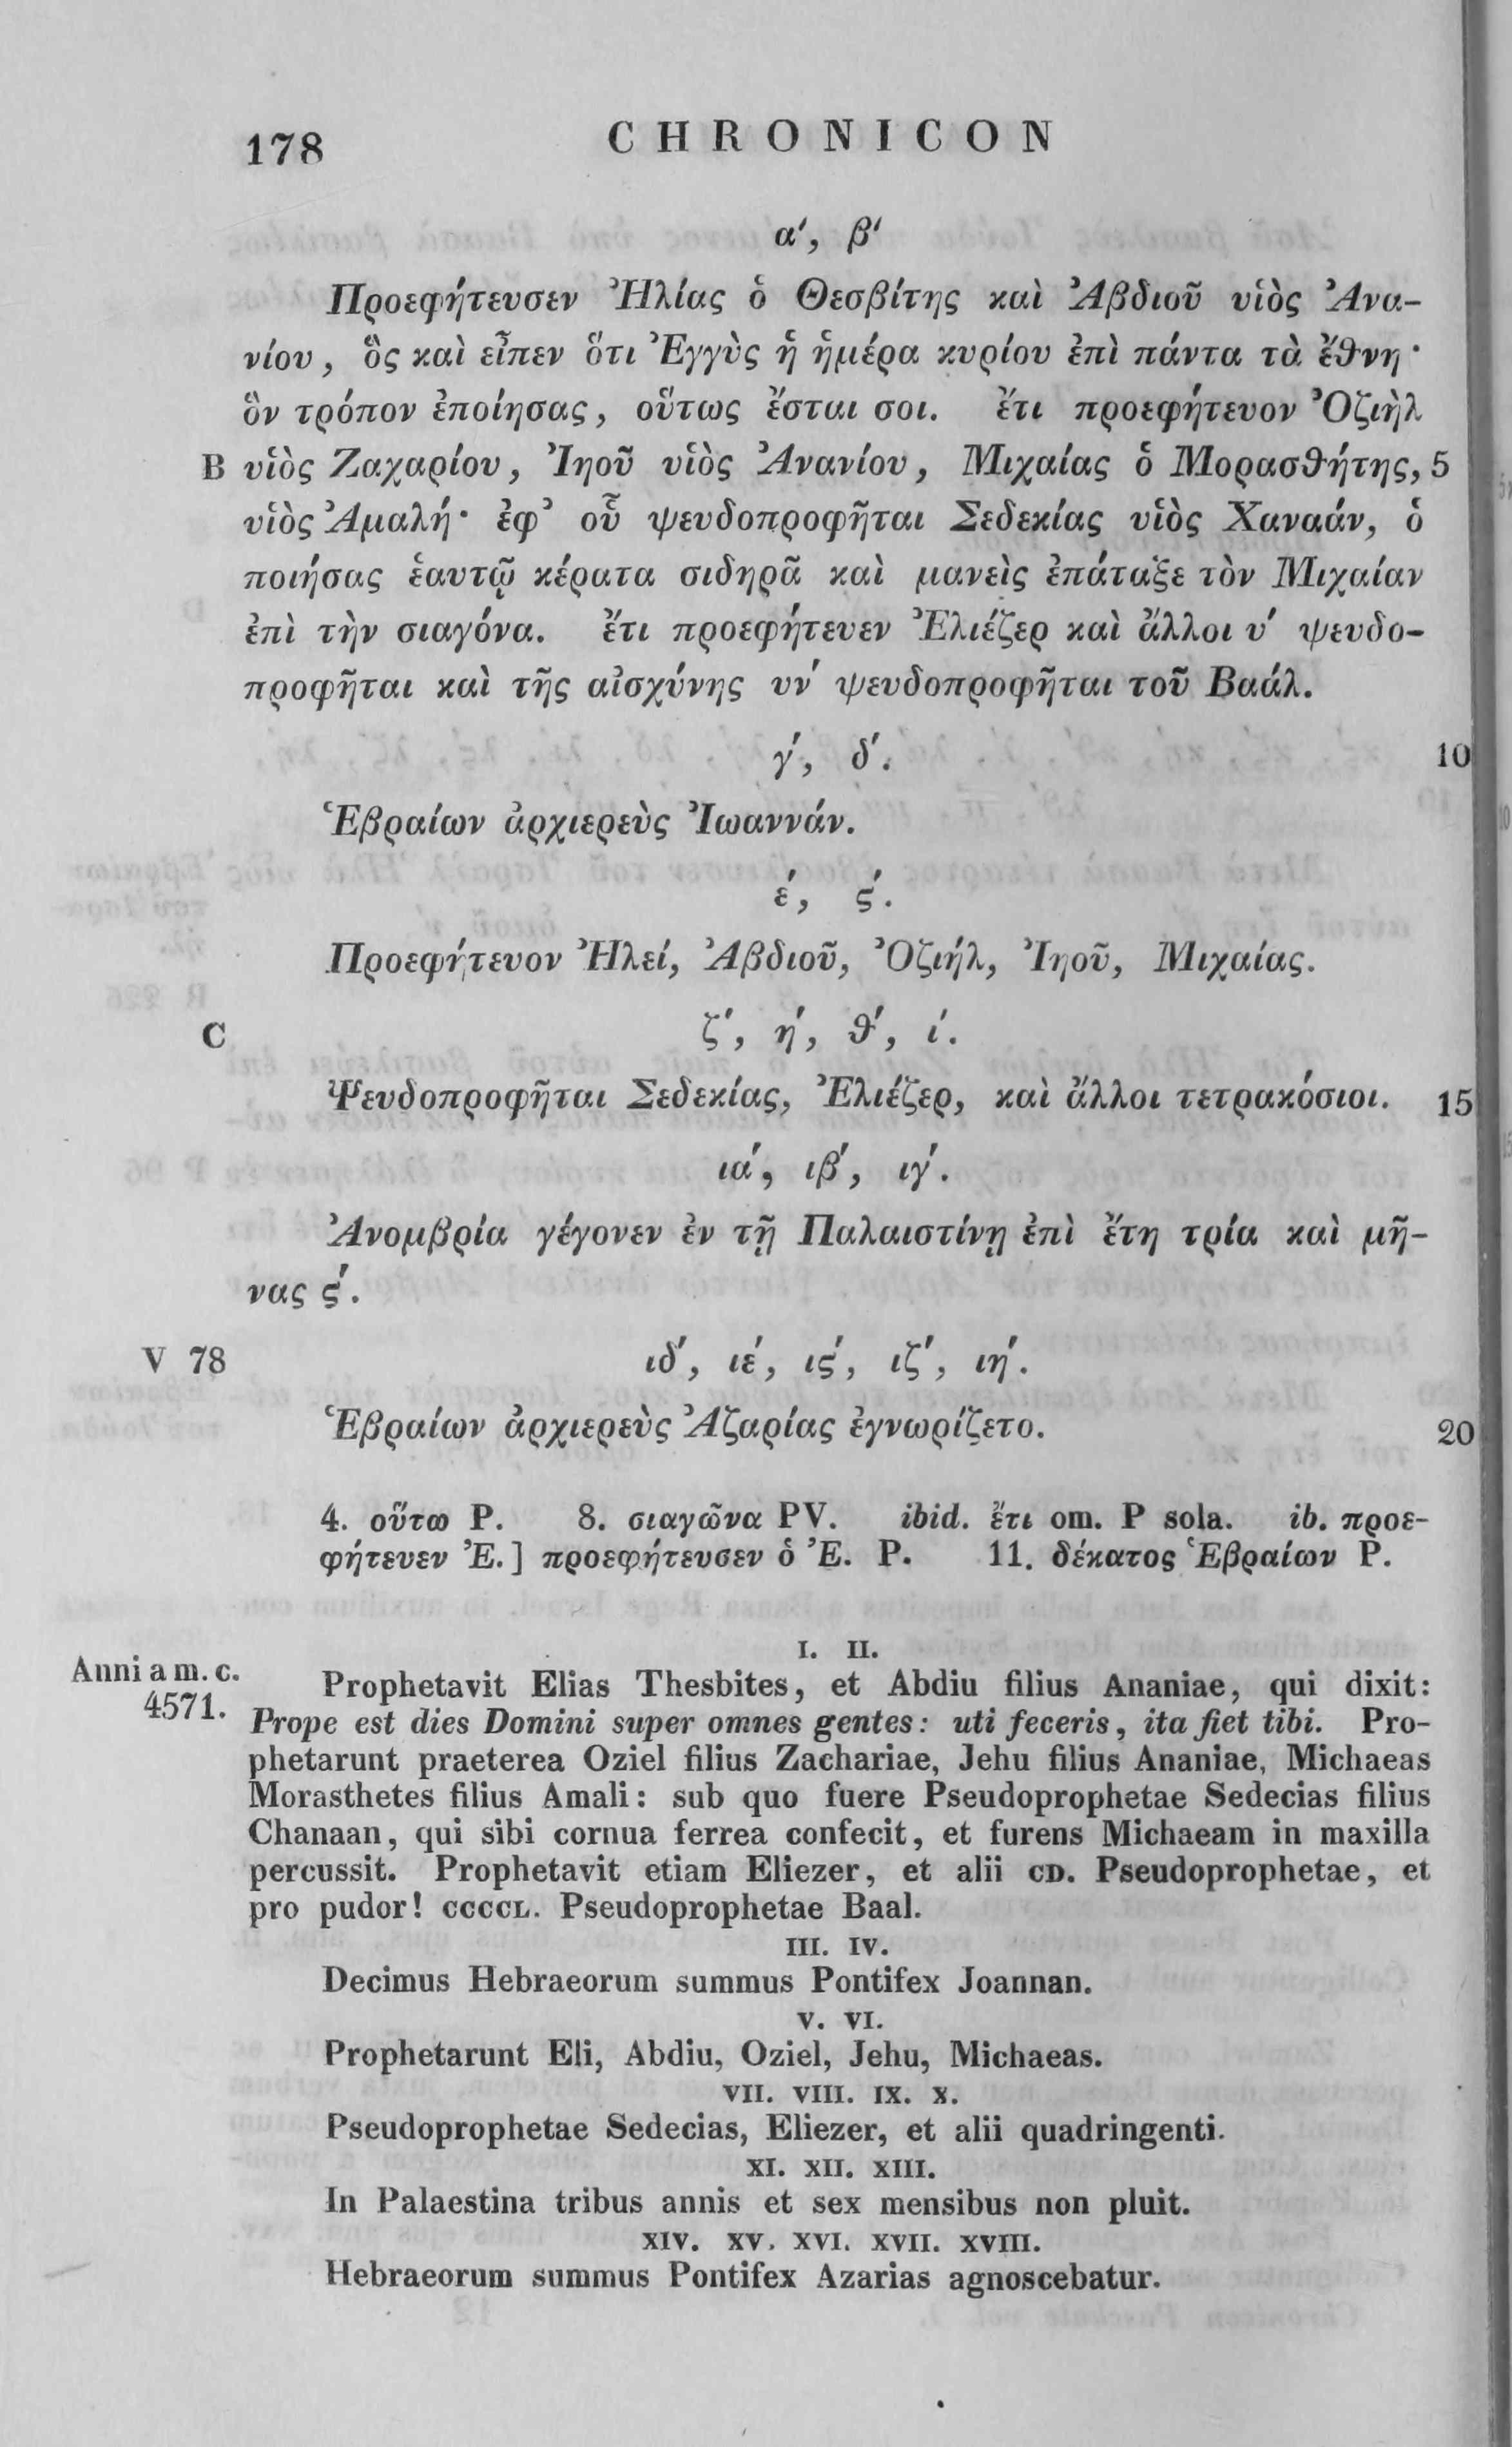 178 CHRONICON
α′, β′
Προεφήτευσεν Ἠλίας ὁ Θεσβίτης καὶ Ἀβδιοῦ υἱὸς Ἀνα-
νίου, ὃς καὶ εἶπεν ὅτι Ἐγγὺς ἡ ἡμέρα κυρίου ἐπὶ πάντα τὰ ἔθνη·
ὃν τρόπον ἐποίησας, οὕτως ἔσται σοι. ἔτι προεφήτευον Ὀζιὴλ
B υἱὸς Ζαχαρίου, Ἰηοῦ υἱὸς Ἀνανίου, Μιχαίας ὁ Μορασθήτης, 5
υἱὸς Ἀμαλή· ἐφ᾽ οὗ ψευδοπροφῆται Σεδεκίας υἱὸς Χαναάν, ὁ
ποιήσας ἑαυτῷ κέρατα σιδηρᾶ καὶ μανεὶς ἐπάταξε τὸν Μιχαίαν
ἐπὶ τὴν σιαγόνα. ἔτι προεφήτευεν Ἐλιέζερ καὶ ἄλλοι υ′ ψευδο-
προφῆται καὶ τῆς αἰσχύνης υν′ ψευδοπροφῆται τοῦ Βαάλ.
γ′, δ′. 10
Ἑβραίων ἀρχιερεὺς Ἰωαννάν.
ε′, ς′.
Προεφήτευον Ἠλεί, Ἀβδιοῦ, Ὀζιήλ, Ἰηοῦ, Μιχαίας.
C ζ′, η′, θ′, ι′.
Ψευδοπροφῆται Σεδεκίας, Ἐλιέζερ, καὶ ἄλλοι τετρακόσιοι. 15
ια′, ιβ′, ιγ′.
Ἀνομβρία γέγονεν ἐν τῇ Παλαιστίνῃ ἐπὶ ἔτη τρία καὶ μῆ-
νας ς′.
V 78 ιδ′, ιε′, ις′, ιζ′, ιη′.
Ἑβραίων ἀρχιερεὺς Ἀζαρίας ἐγνωρίζετο. 20
4. οὕτω P. 8. σιαγῶνα PV. ibid. ἔτι om. P sola. ib. προε-
φήτευεν Ἐ.] προεφήτευσεν ὁ Ἐ. P. 11. δέκατος Ἑβραίων P.
I. II.
Anni a m. c. Prophetavit Elias Thesbites, et Abdiu filius Ananiae, qui dixit:
4571. Prope est dies Domini super omnes gentes: uti feceris, ita fiet tibi. Pro-
phetarunt praeterea Oziel filius Zachariae, Jehu filius Ananiae, Michaeas
Morasthetes filius Amali: sub quo fuere Pseudoprophetae Sedecias filius
Chanaan, qui sibi cornua ferrea confecit, et furens Michaeam in maxilla
percussit. Prophetavit etiam Eliezer, et alii CD. Pseudoprophetae, et
pro pudor! CCCCL. Pseudoprophetae Baal.
III. IV.
Decimus Hebraeorum summus Pontifex Joannan.
V. VI.
Prophetarunt Eli, Abdiu, Oziel, Jehu, Michaeas.
VII. VIII. IX. X.
Pseudoprophetae Sedecias, Eliezer, et alii quadringenti.
XI. XII. XIII.
In Palaestina tribus annis et sex mensibus non pluit.
XIV. XV. XVI. XVII. XVIII.
Hebraeorum summus Pontifex Azarias agnoscebatur.